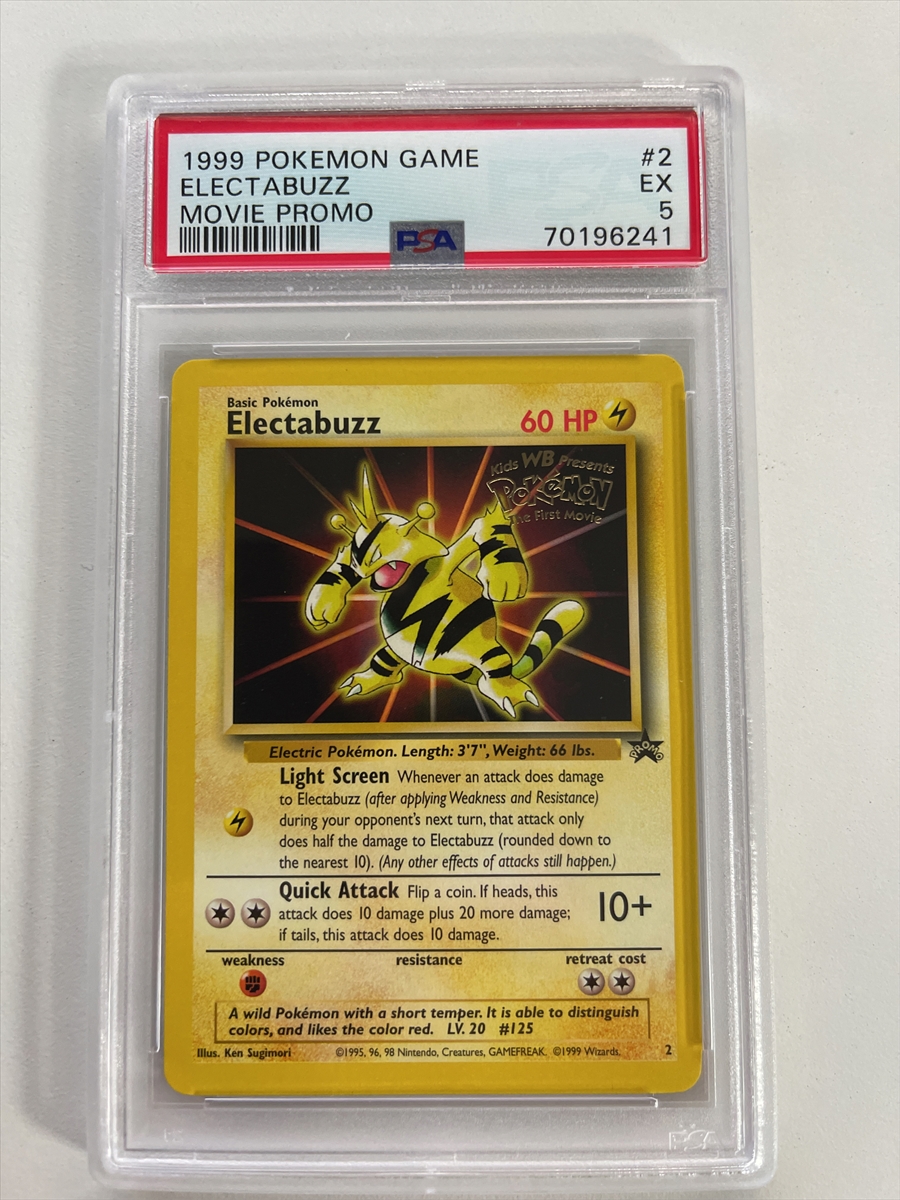 1999 POKEMON GAME #2
ELECTABUZZ EX
MOVIE PROMO 5
PSA 70196241
Basic Pokémon
Electabuzz 60 HP
Kids WB Presents
POKéMON
The First Movie
Electric Pokémon. Length: 3'7", Weight: 66 lbs.
PROMO
Light Screen Whenever an attack does damage
to Electabuzz (after applying Weakness and Resistance)
during your opponent's next turn, that attack only
does half the damage to Electabuzz (rounded down to
the nearest 10). (Any other effects of attacks still happen.)
Quick Attack Flip a coin. If heads, this
attack does 10 damage plus 20 more damage; 10+
if tails, this attack does 10 damage.
weakness resistance retreat cost
A wild Pokémon with a short temper. It is able to distinguish
colors, and likes the color red. LV. 20 #125
Illus. Ken Sugimori ©1995, 96, 98 Nintendo, Creatures, GAMEFREAK. ©1999 Wizards. 2
PSA